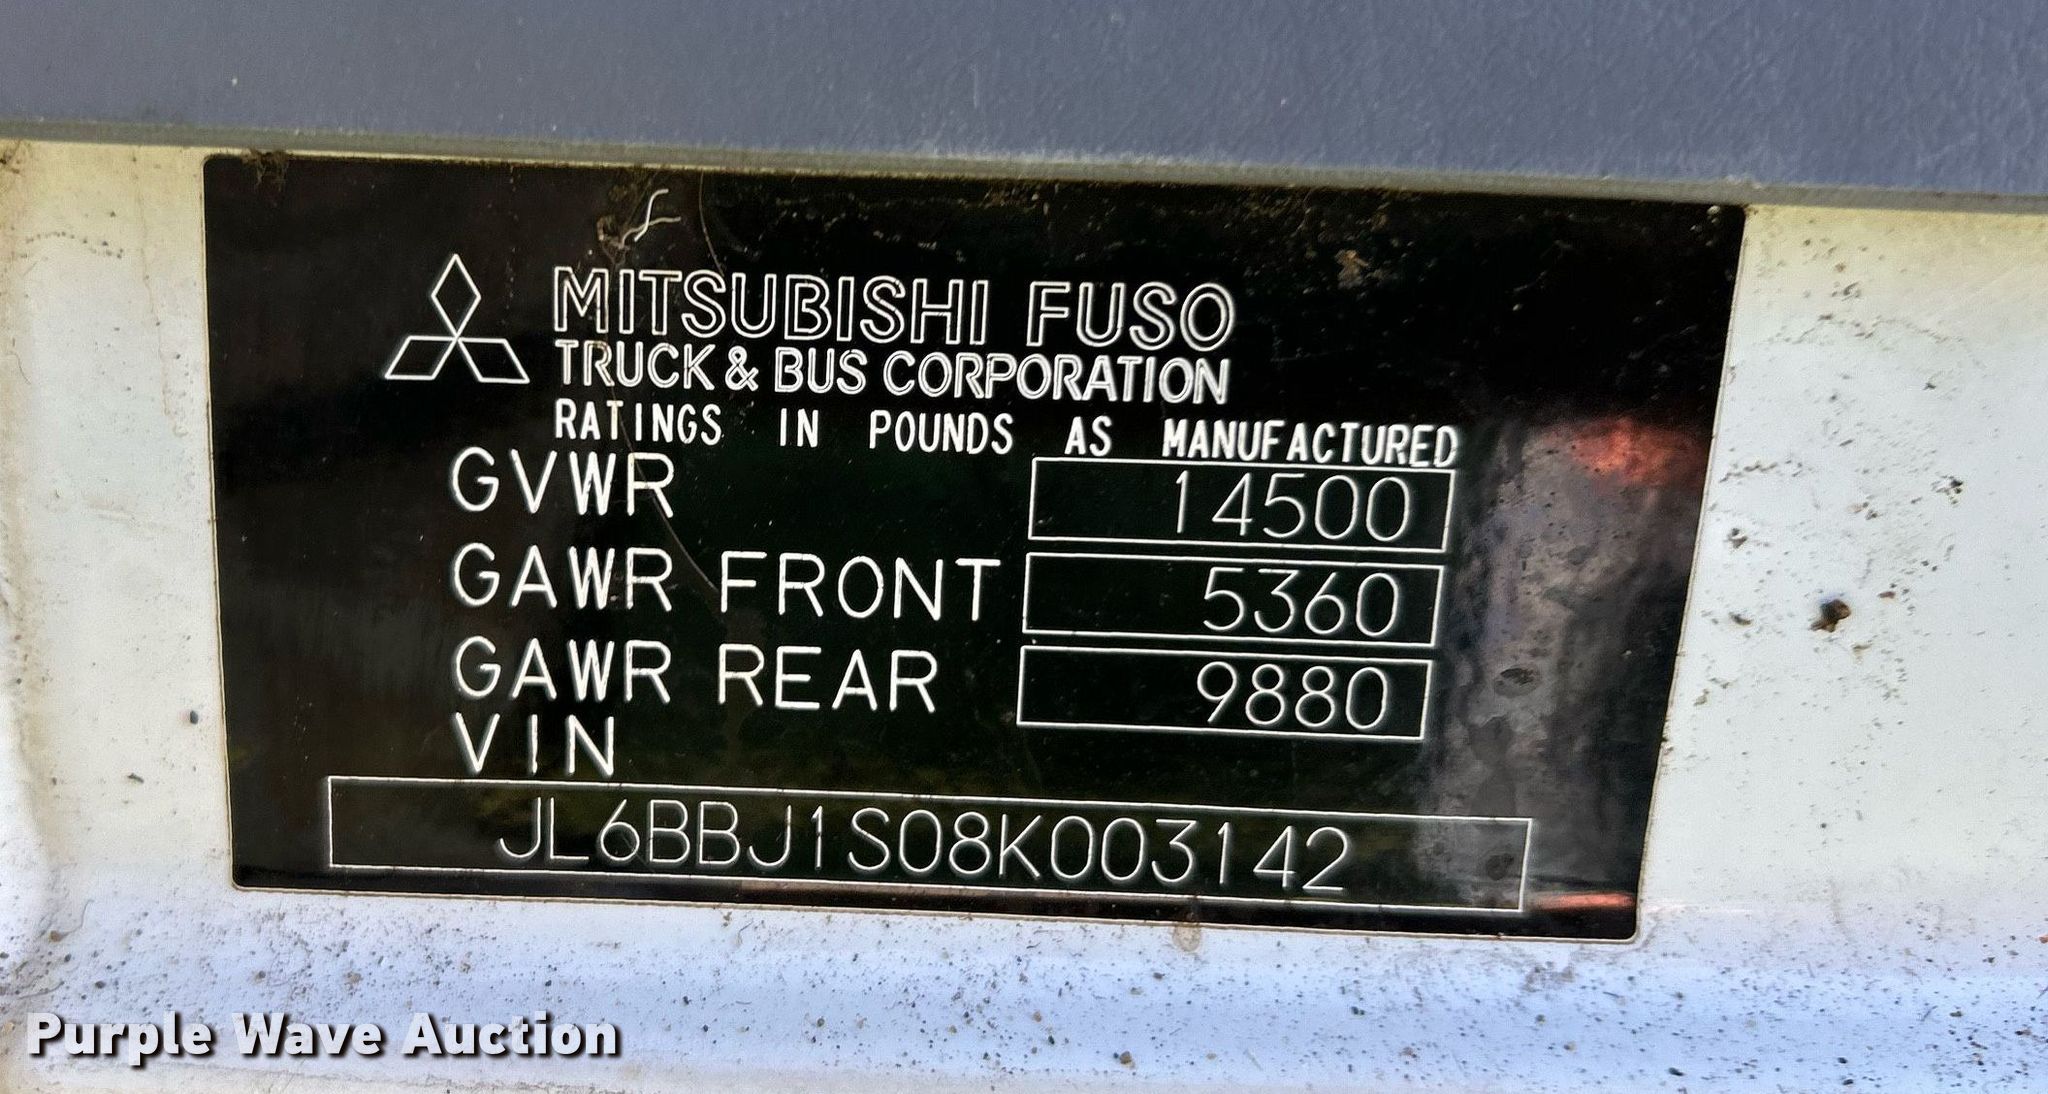 MITSUBISHI FUSO
TRUCK & BUS CORPORATION
RATINGS IN POUNDS AS MANUFACTURED
GVWR 14500
GAWR FRONT 5360
GAWR REAR 9880
VIN
JL6BBJ1S08K003142
Purple Wave Auction